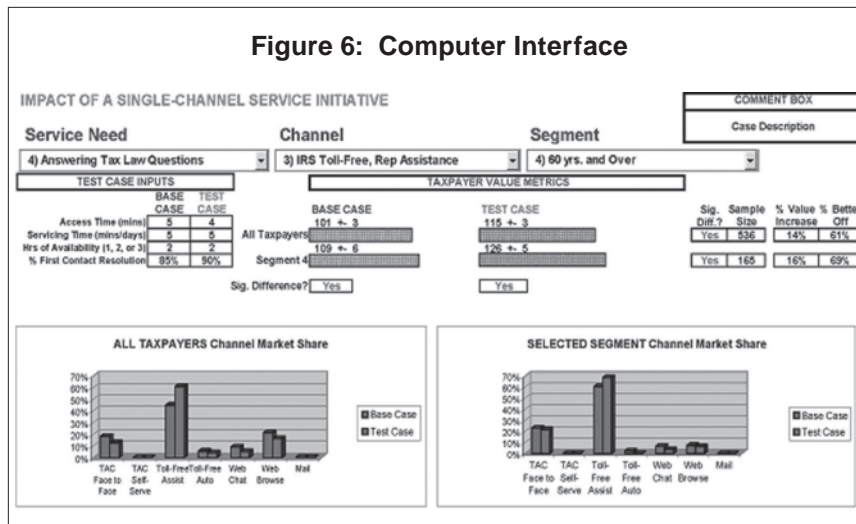 Figure 6: Computer Interface
IMPACT OF A SINGLE-CHANNEL SERVICE INITIATIVE
COMMENT BOX
Case Description
Service Need
Channel
Segment
4) Answering Tax Law Questions
3) IRS Toll-Free, Rep Assistance
4) 60 yrs. and Over
TEST CASE INPUTS
TAXPAYER VALUE METRICS
BASE CASE TEST CASE
Access Time (mins) 5 4
Servicing Time (mins/days) 5 5
Hrs of Availability (1, 2, or 3) 2 2
% First Contact Resolution 85% 90%
BASE CASE TEST CASE
Sig. Diff.? Sample Size % Value Increase % Bette Off
101 +- 3 115 +- 3
All Taxpayers Yes 536 14% 61%
109 +- 6 126 +- 5
Segment 4 Yes 165 16% 69%
Sig. Difference? Yes Yes
ALL TAXPAYERS Channel Market Share
70%
60%
50%
40%
30%
20%
10%
0%
TAC Face to Face
TAC Self-Serve
Toll-Free Assist
Toll-Free Auto
Web Chat
Web Browse
Mail
Base Case
Test Case
SELECTED SEGMENT Channel Market Share
70%
60%
50%
40%
30%
20%
10%
0%
TAC Face to Face
TAC Self-Serve
Toll-Free Assist
Toll-Free Auto
Web Chat
Web Browse
Mail
Base Case
Test Case